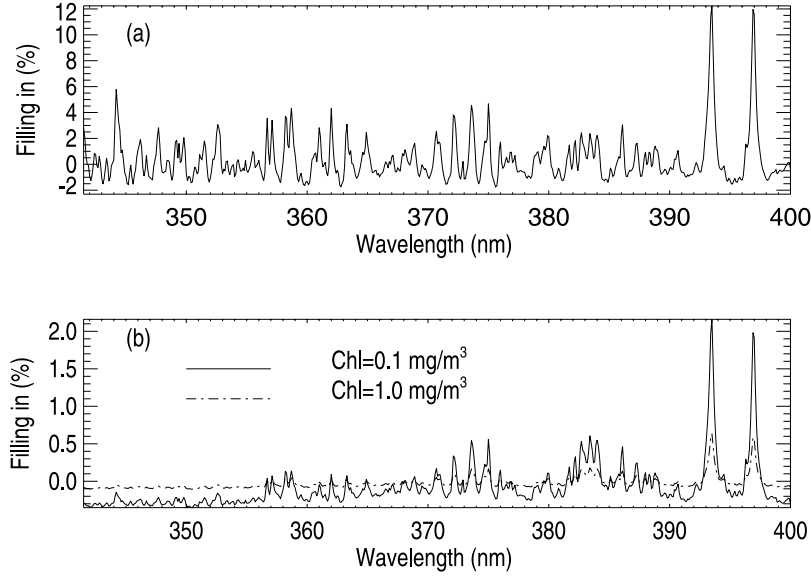 (a)
Filling in (%)
12
10
8
6
4
2
0
-2
350 360 370 380 390 400
Wavelength (nm)
(b)
Chl=0.1 mg/m³
Chl=1.0 mg/m³
Filling in (%)
2.0
1.5
1.0
0.5
0.0
350 360 370 380 390 400
Wavelength (nm)